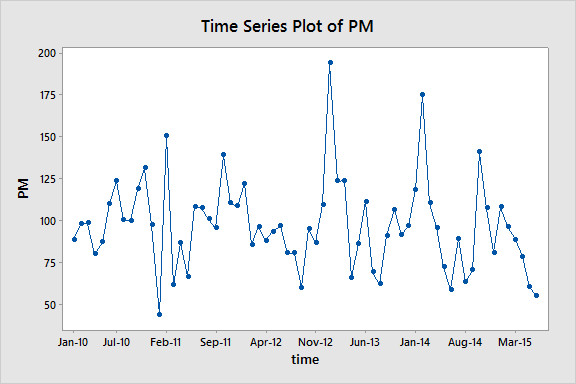 Time Series Plot of PM
200
175
150
125
100
75
50
PM
Jan-10 Jul-10 Feb-11 Sep-11 Apr-12 Nov-12 Jun-13 Jan-14 Aug-14 Mar-15
time